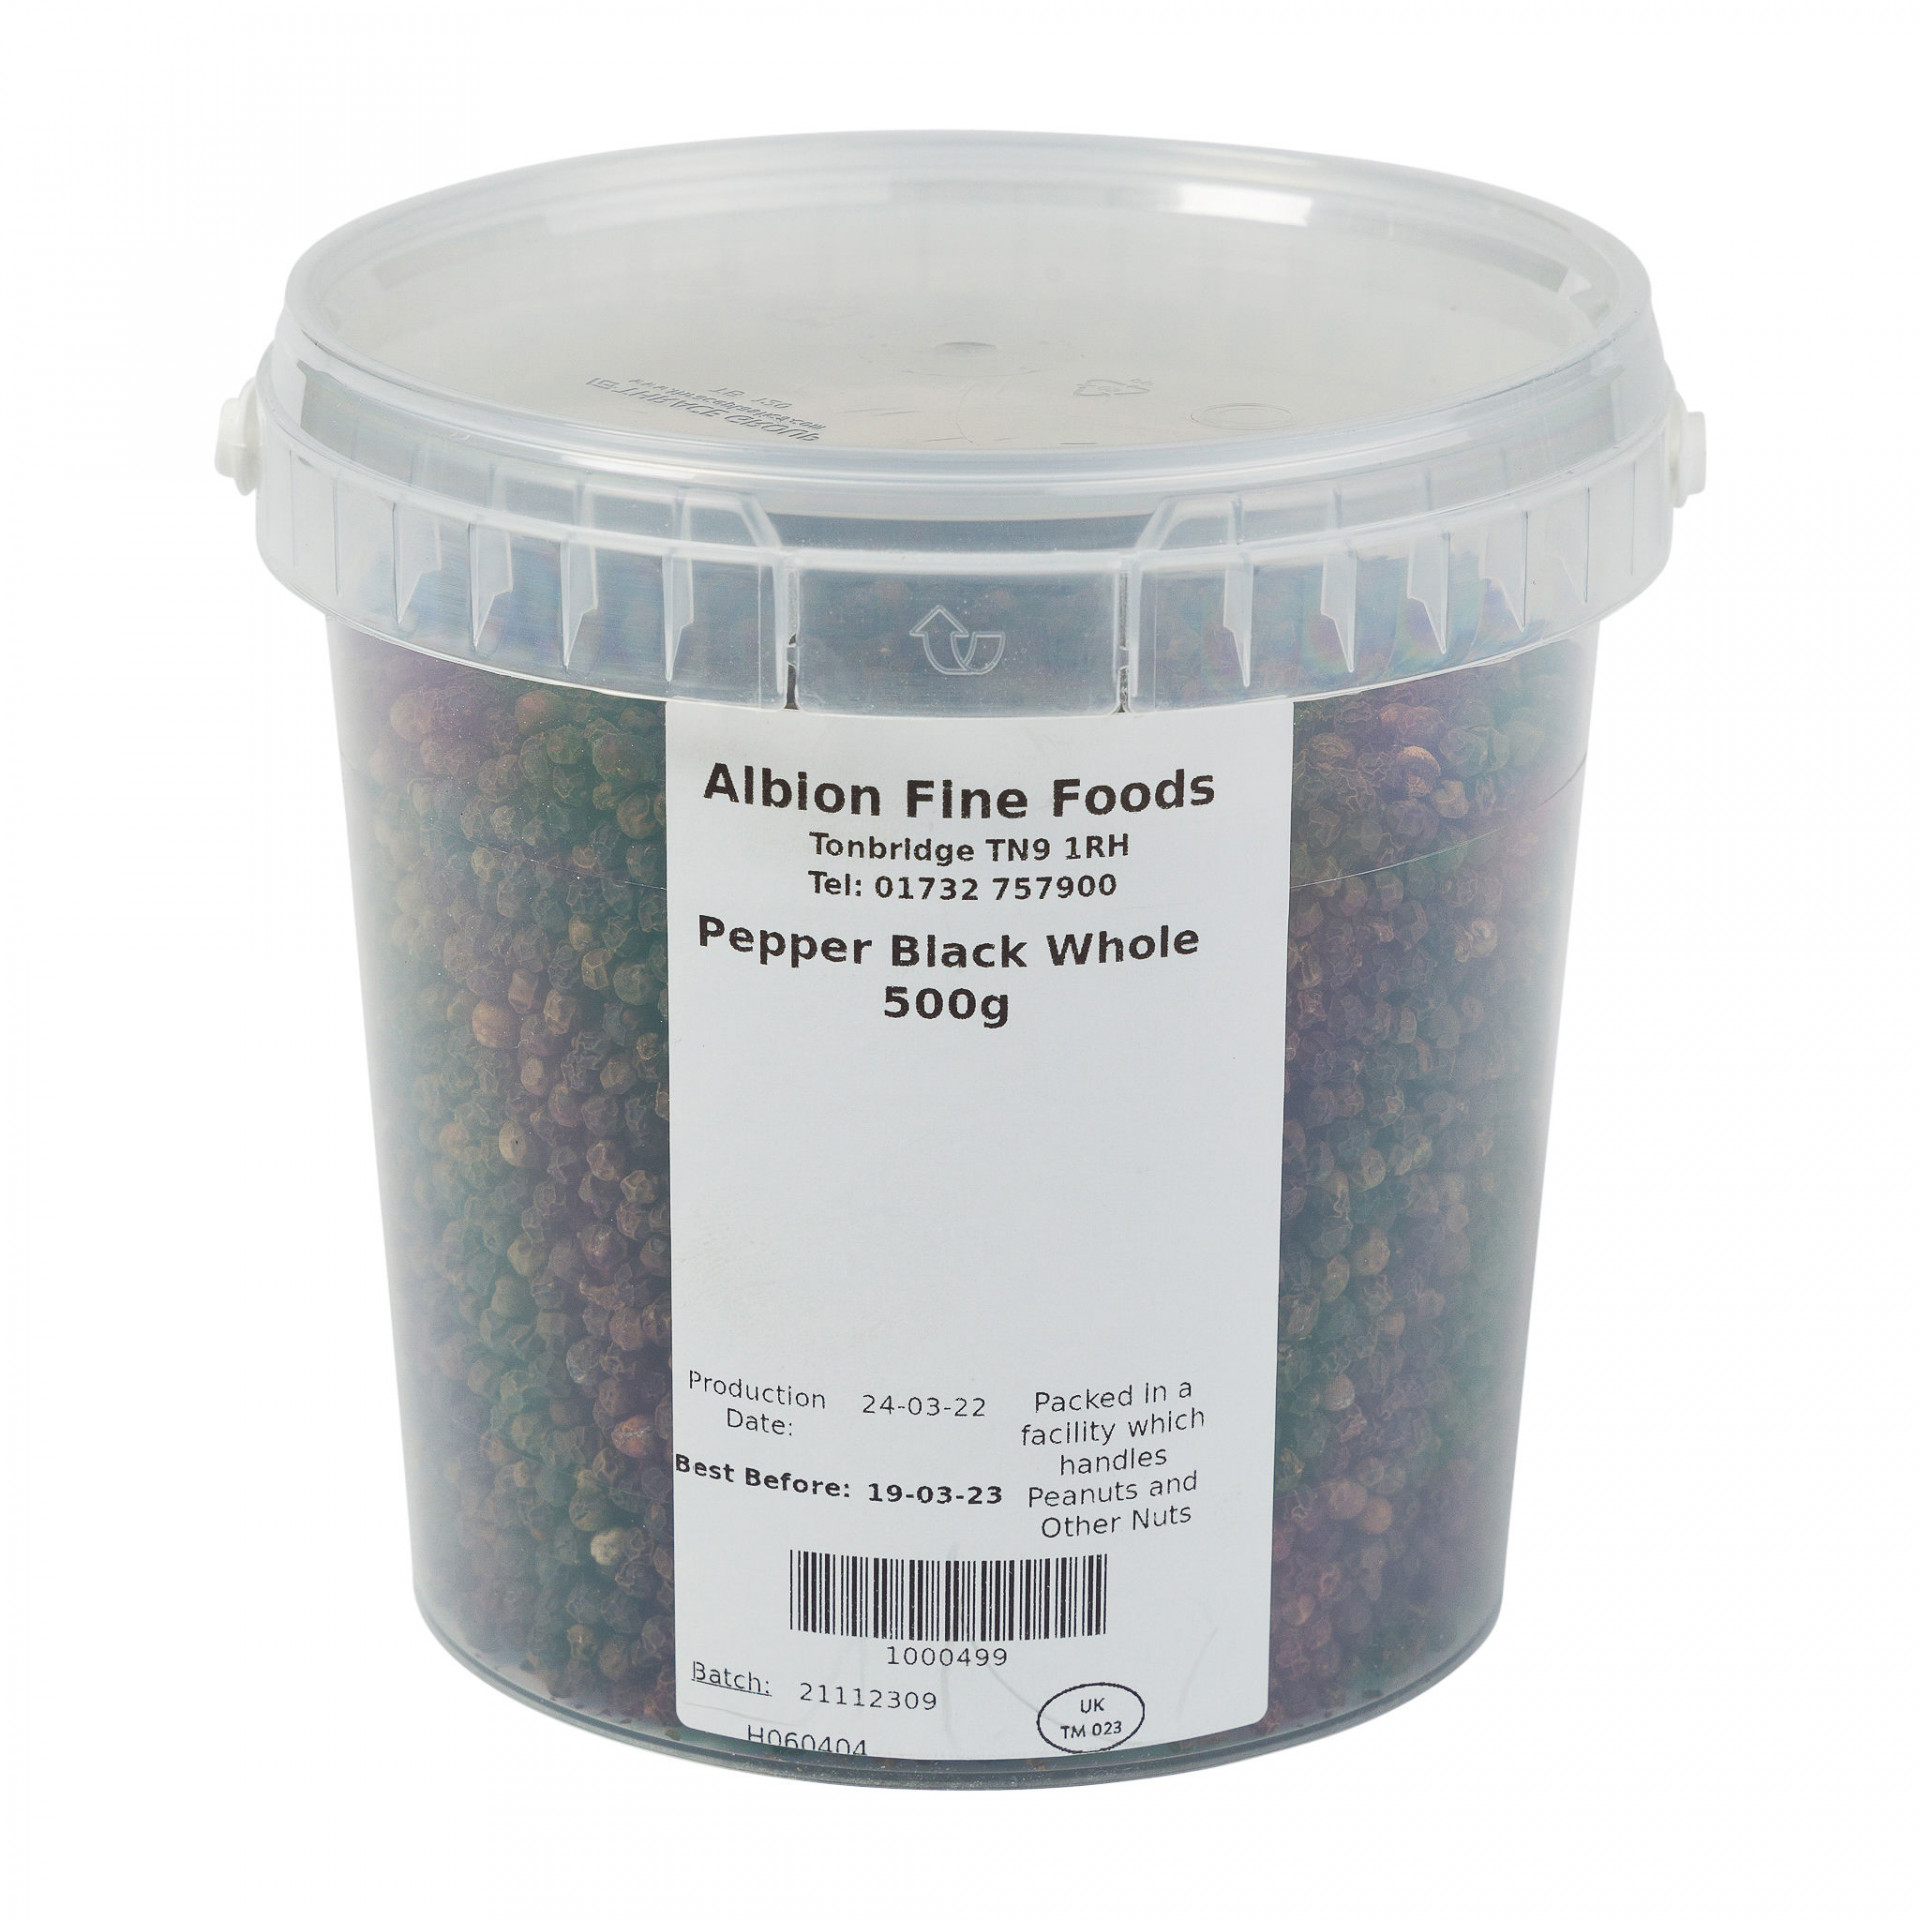 Albion Fine Foods
Tonbridge TN9 1RH
Tel: 01732 757900
Pepper Black Whole
500g
Production
Date:
24-03-22
Best Before: 19-03-23
Packed in a
facility which
handles
Peanuts and
Other Nuts
1000499
Batch: 21112309
H060404
UK
TM 023